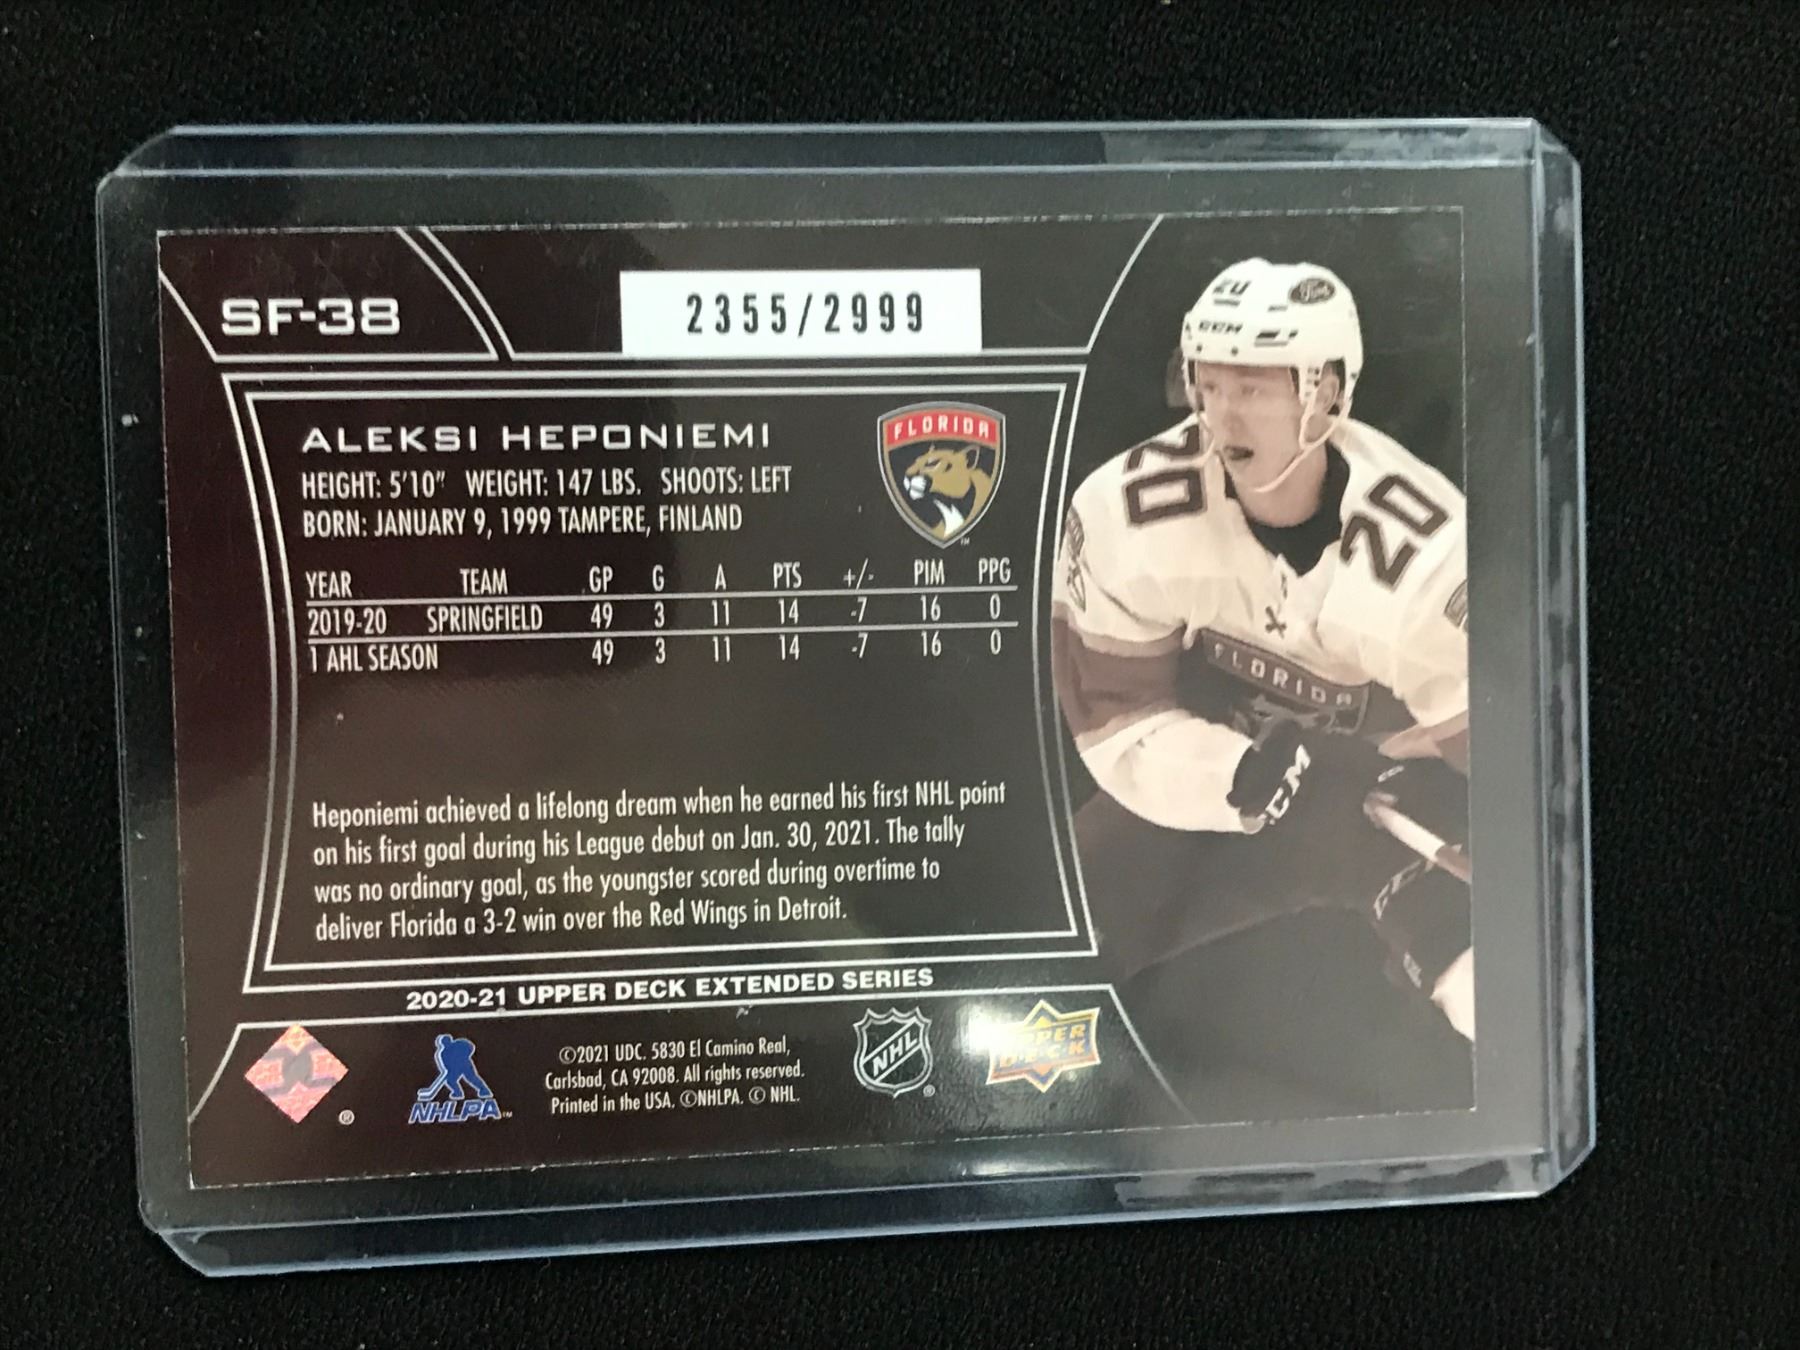 SF-38
2355/2999
ALEKSI HEPONIEMI
HEIGHT: 5'10" WEIGHT: 147 LBS. SHOOTS: LEFT
BORN: JANUARY 9, 1999 TAMPERE, FINLAND
FLORIDA
™
YEAR TEAM GP G A PTS +/- PIM PPG
2019-20 SPRINGFIELD 49 3 11 14 -7 16 0
1 AHL SEASON 49 3 11 14 -7 16 0
Heponiemi achieved a lifelong dream when he earned his first NHL point
on his first goal during his League debut on Jan. 30, 2021. The tally
was no ordinary goal, as the youngster scored during overtime to
deliver Florida a 3-2 win over the Red Wings in Detroit.
2020-21 UPPER DECK EXTENDED SERIES
®
NHLPA™
©2021 UDC. 5830 El Camino Real,
Carlsbad, CA 92008. All rights reserved.
Printed in the USA. ©NHLPA. © NHL.
NHL®
UPPER
DECK®
20
Ford
CCM
20
20
FLORIDA
CCM